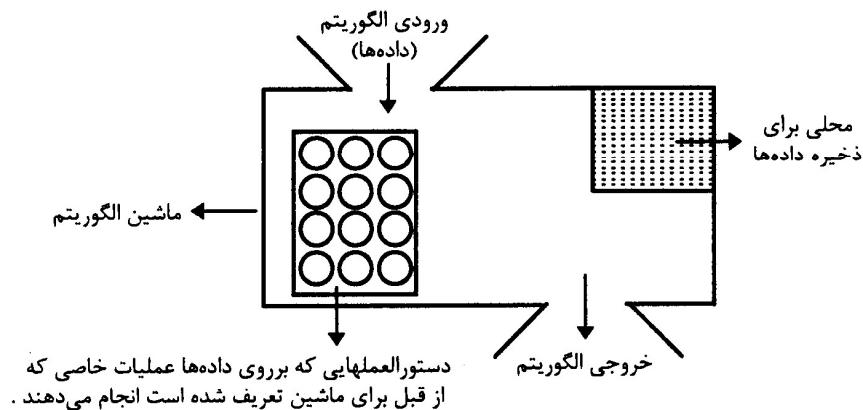 ورودی الگوریتم
(داده‌ها)
محلی برای
ذخیره داده‌ها
ماشین الگوریتم
خروجی الگوریتم
دستورالعملهایی که برروی داده‌ها عملیات خاصی که
از قبل برای ماشین تعریف شده است انجام می‌دهند .